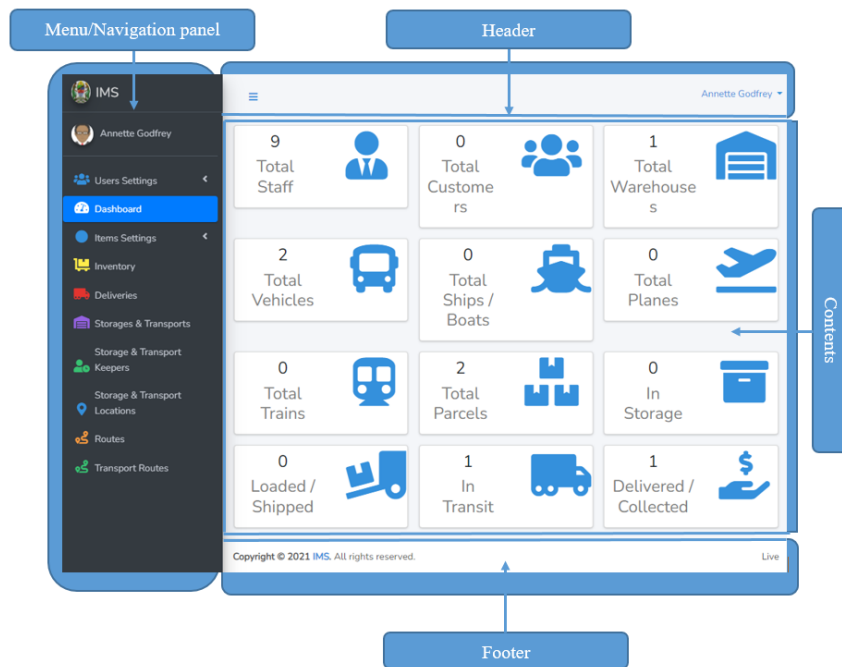 Menu/Navigation panel
Header
IMS
Annette Godfrey
Annette Godfrey
Users Settings
Dashboard
Items Settings
Inventory
Deliveries
Storages & Transports
Storage & Transport
Keepers
Storage & Transport
Locations
Routes
Transport Routes
9
Total
Staff
0
Total
Custome
rs
1
Total
Warehouse
s
2
Total
Vehicles
0
Total
Ships /
Boats
0
Total
Planes
0
Total
Trains
2
Total
Parcels
0
In
Storage
0
Loaded /
Shipped
1
In
Transit
1
Delivered /
Collected
Contents
Copyright © 2021 IMS. All rights reserved.
Live
Footer